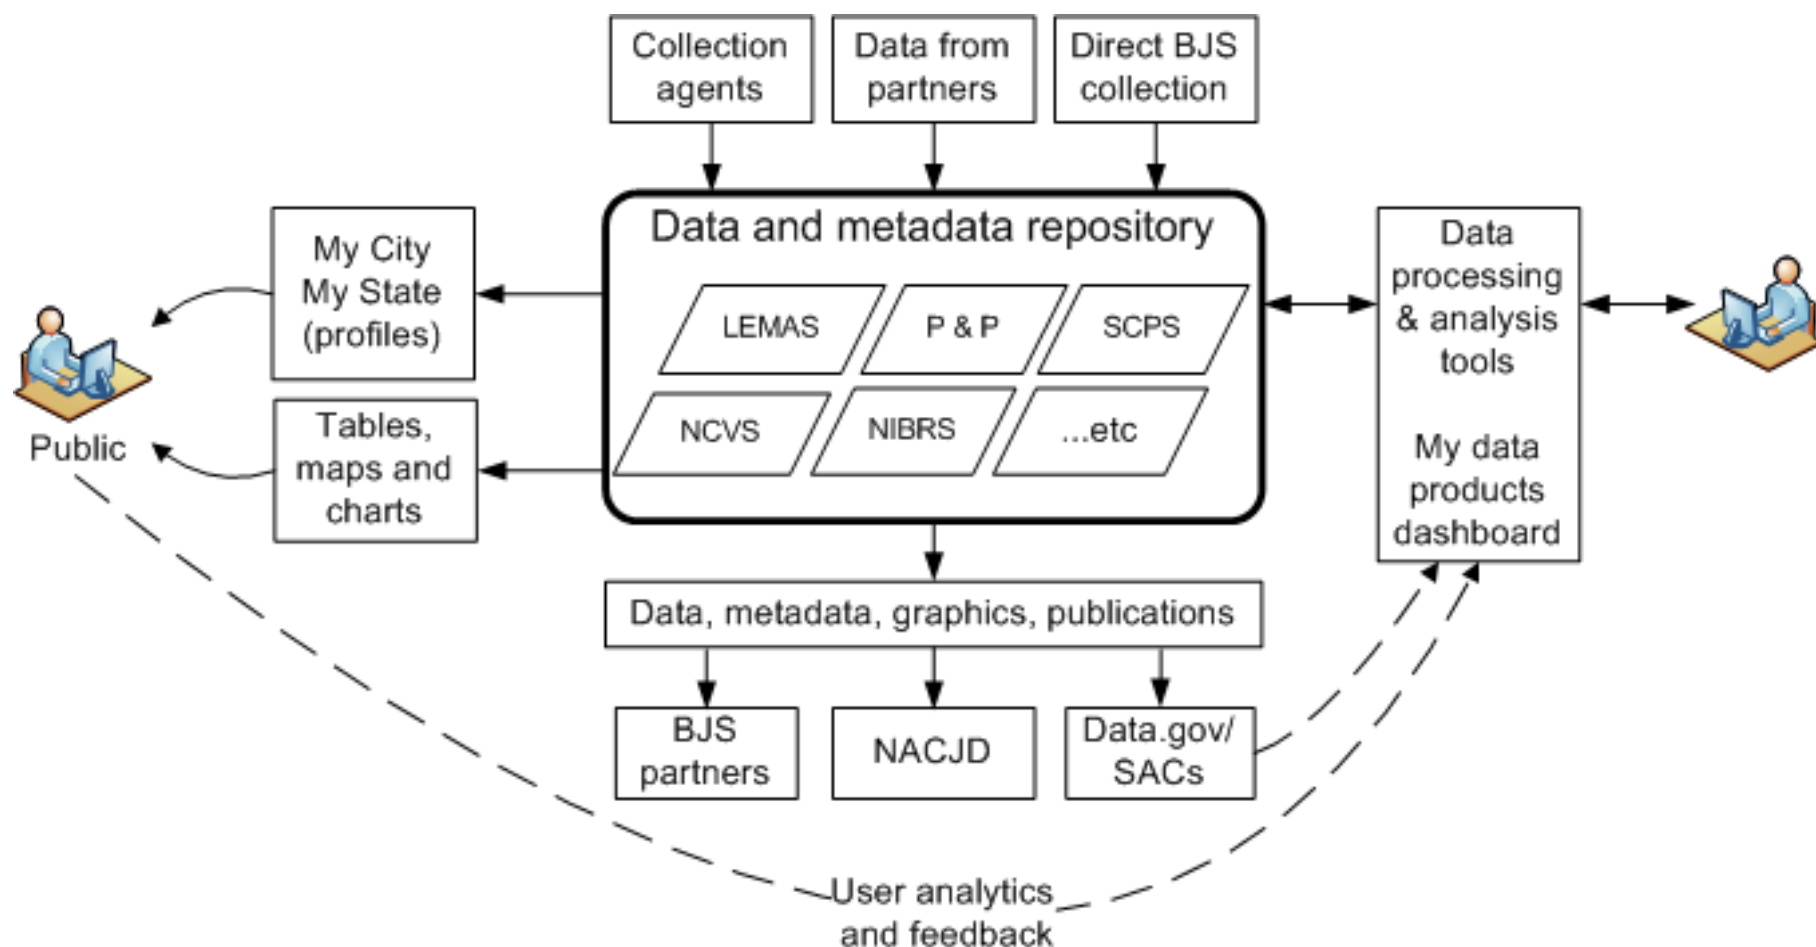 Collection
agents
Data from
partners
Direct BJS
collection
Data and metadata repository
LEMAS
P & P
SCPS
NCVS
NIBRS
...etc
My City
My State
(profiles)
Tables,
maps and
charts
Public
Data
processing
& analysis
tools
My data
products
dashboard
Data, metadata, graphics, publications
BJS
partners
NACJD
Data.gov/
SACs
User analytics
and feedback